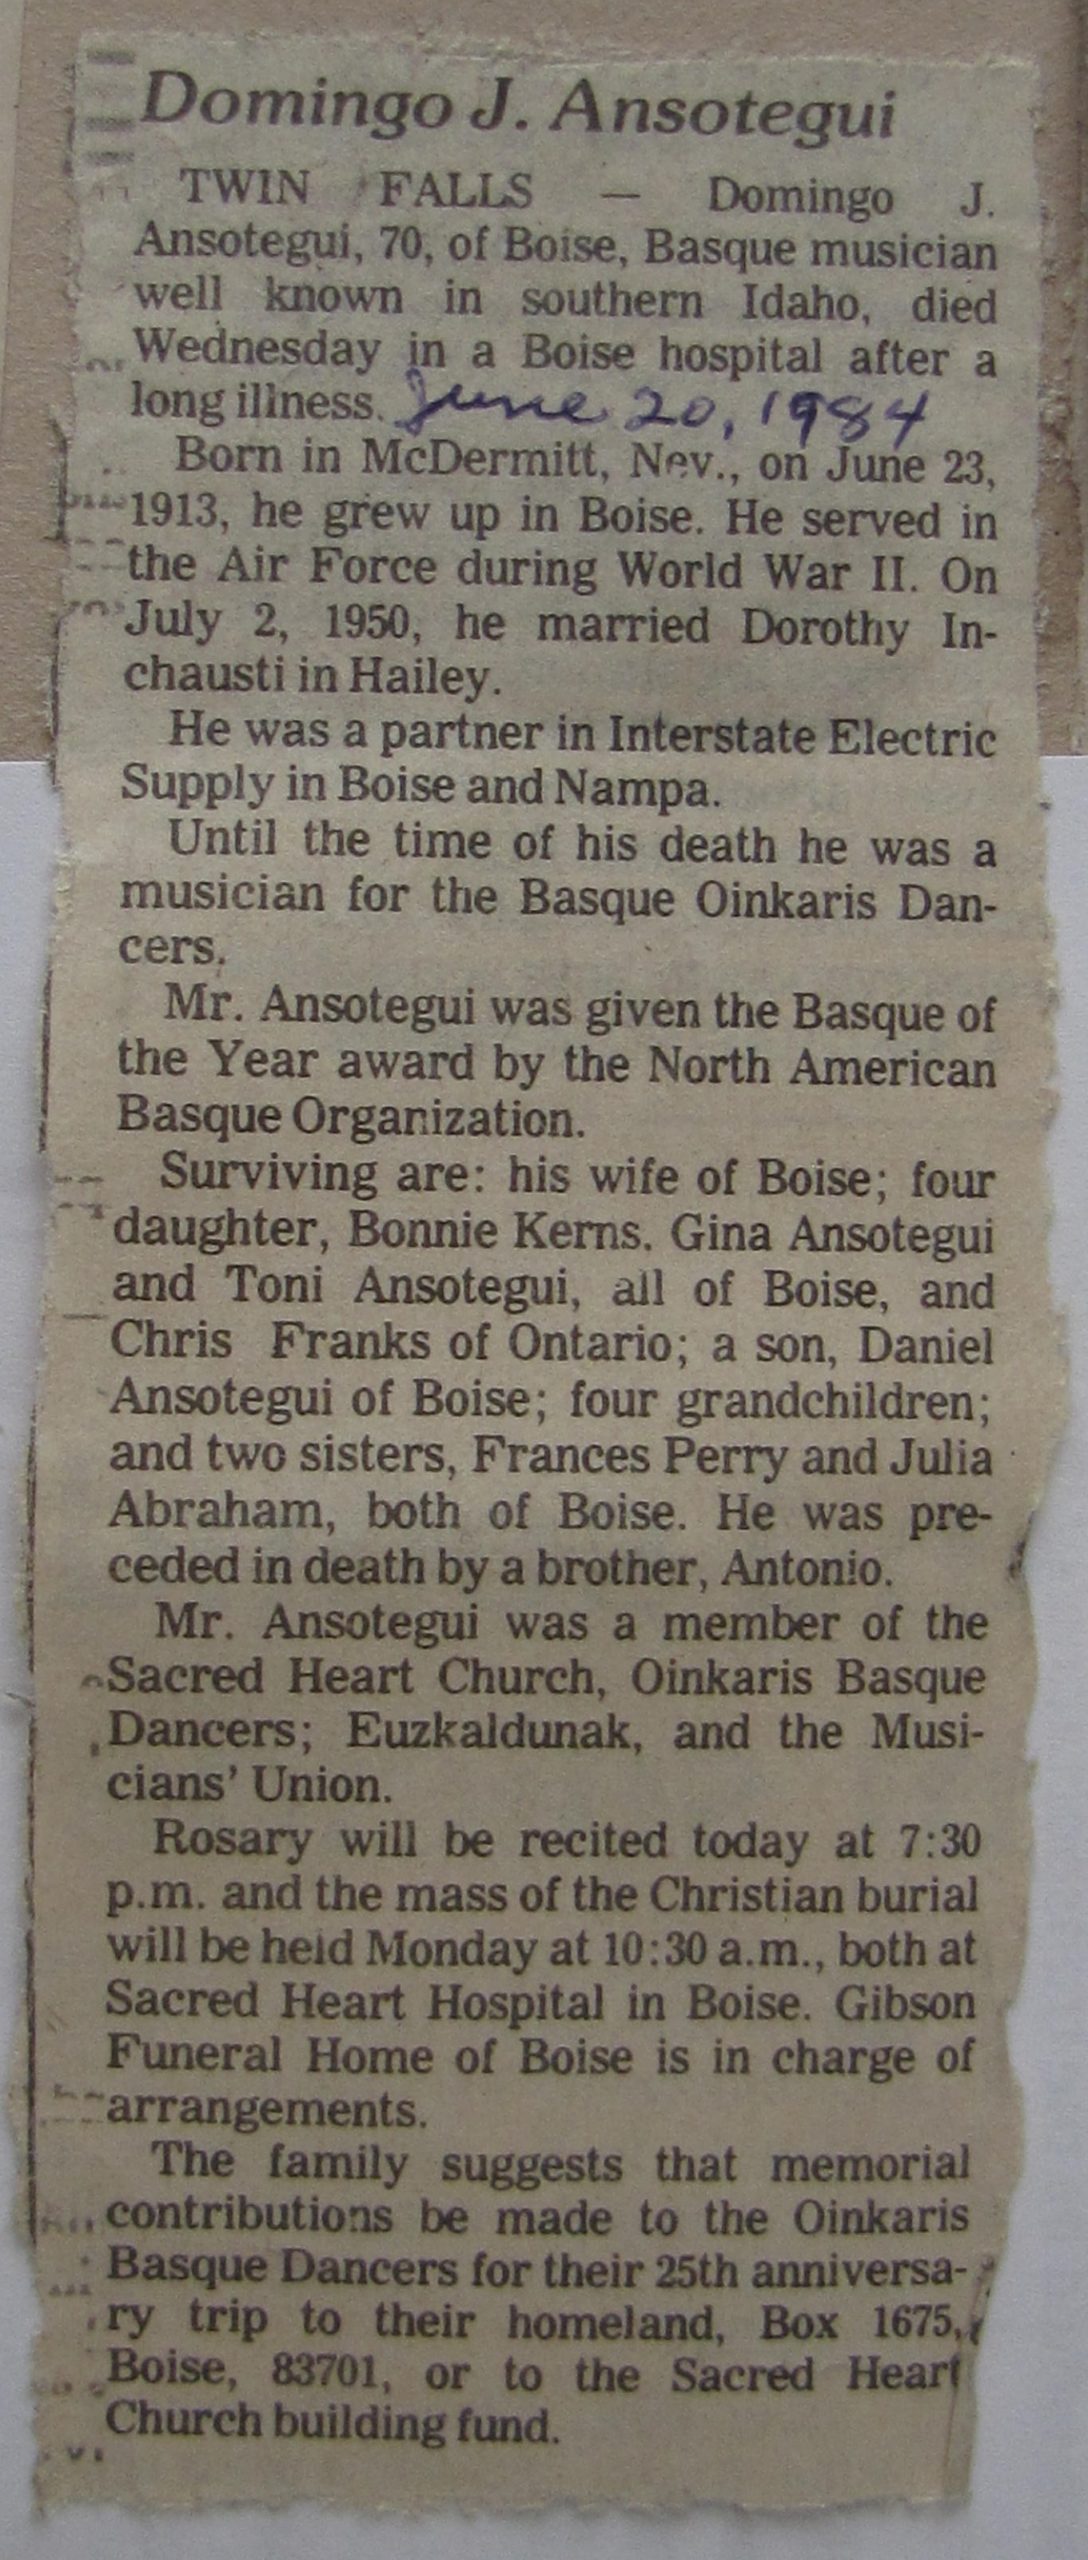 Domingo J. Ansotegui
TWIN FALLS — Domingo J.
Ansotegui, 70, of Boise, Basque musician
well known in southern Idaho, died
Wednesday in a Boise hospital after a
long illness. June 20, 1984
Born in McDermitt, Nev., on June 23,
1913, he grew up in Boise. He served in
the Air Force during World War II. On
July 2, 1950, he married Dorothy In-
chausti in Hailey.
He was a partner in Interstate Electric
Supply in Boise and Nampa.
Until the time of his death he was a
musician for the Basque Oinkaris Dan-
cers.
Mr. Ansotegui was given the Basque of
the Year award by the North American
Basque Organization.
Surviving are: his wife of Boise; four
daughter, Bonnie Kerns. Gina Ansotegui
and Toni Ansotegui, all of Boise, and
Chris Franks of Ontario; a son, Daniel
Ansotegui of Boise; four grandchildren;
and two sisters, Frances Perry and Julia
Abraham, both of Boise. He was pre-
ceded in death by a brother, Antonio.
Mr. Ansotegui was a member of the
Sacred Heart Church, Oinkaris Basque
Dancers; Euzkaldunak, and the Musi-
cians' Union.
Rosary will be recited today at 7:30
p.m. and the mass of the Christian burial
will be held Monday at 10:30 a.m., both at
Sacred Heart Hospital in Boise. Gibson
Funeral Home of Boise is in charge of
arrangements.
The family suggests that memorial
contributions be made to the Oinkaris
Basque Dancers for their 25th anniversa-
ry trip to their homeland, Box 1675,
Boise, 83701, or to the Sacred Heart
Church building fund.